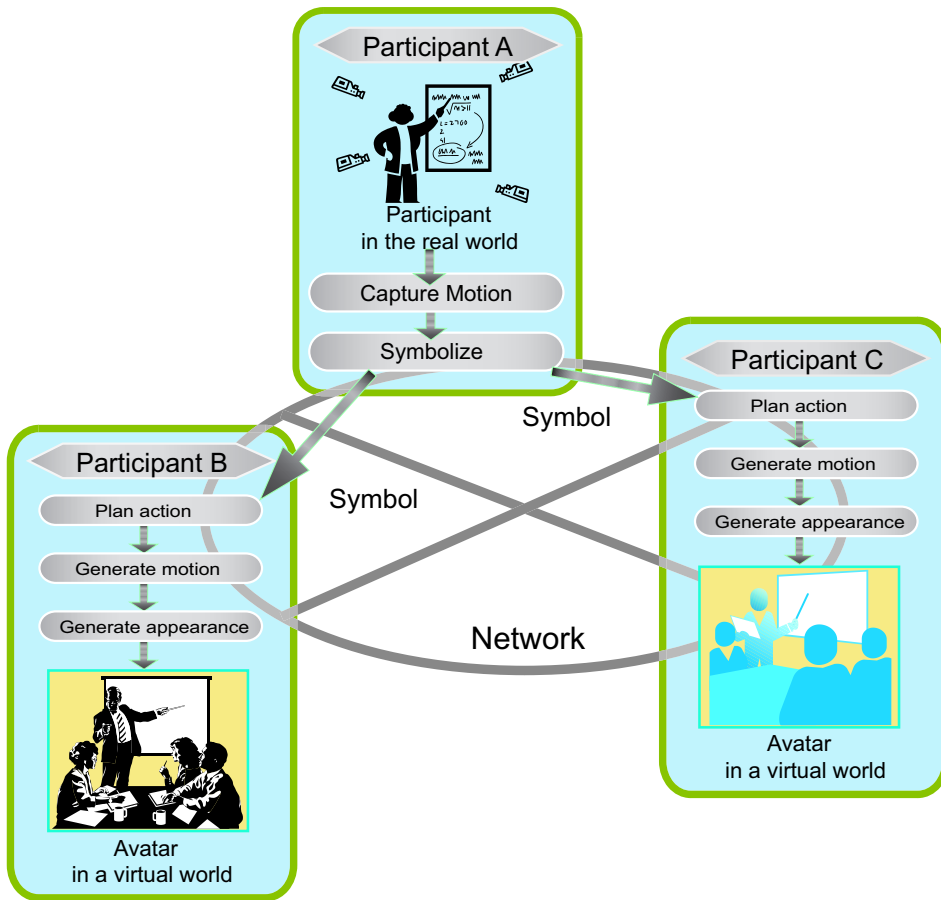 Participant A
Participant
in the real world
Capture Motion
Symbolize
Symbol
Symbol
Network
Participant B
Plan action
Generate motion
Generate appearance
Avatar
in a virtual world
Participant C
Plan action
Generate motion
Generate appearance
Avatar
in a virtual world